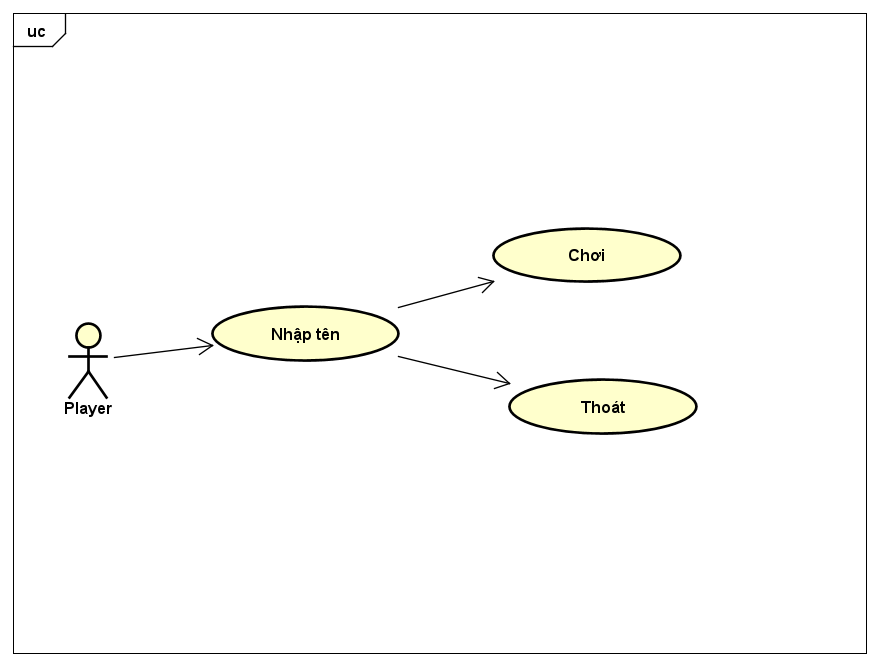 uc
Chơi
Nhập tên
Player
Thoát